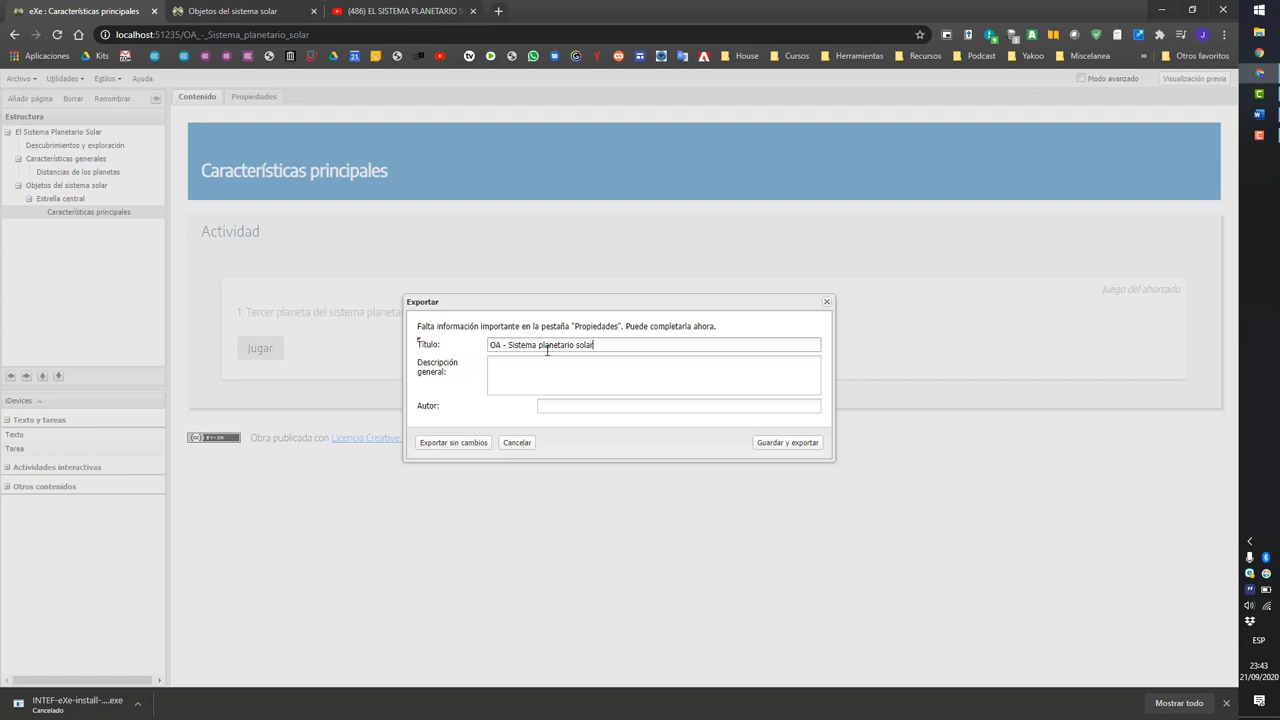 eXe : Características principales
Objetos del sistema solar
(486) EL SISTEMA PLANETARIO S
localhost:51235/OA_-_Sistema_planetario_solar
Aplicaciones
Kits
House
Cursos
Herramientas
Recursos
Podcast
Yakoo
Miscelanea
Otros favoritos
Archivo
Utilidades
Estilos
Ayuda
Modo avanzado
Visualización previa
Añadir página
Borrar
Renombrar
Contenido
Propiedades
Estructura
El Sistema Planetario Solar
Descubrimientos y exploración
Características generales
Distancias de los planetas
Objetos del sistema solar
Estrella central
Características principales
Características principales
Actividad
Juego del ahorcado
1. Tercer planeta del sistema planeta
Jugar
Exportar
Falta información importante en la pestaña "Propiedades". Puede completarla ahora.
Título:
OA - Sistema planetario solar
Descripción
general:
Autor:
Exportar sin cambios
Cancelar
Guardar y exportar
iDevices
Texto y tareas
Texto
Tarea
Actividades interactivas
Otros contenidos
BY-SA
Obra publicada con Licencia Creative
ESP
23:43
21/09/2020
INTEF-eXe-install-....exe
Cancelado
Mostrar todo